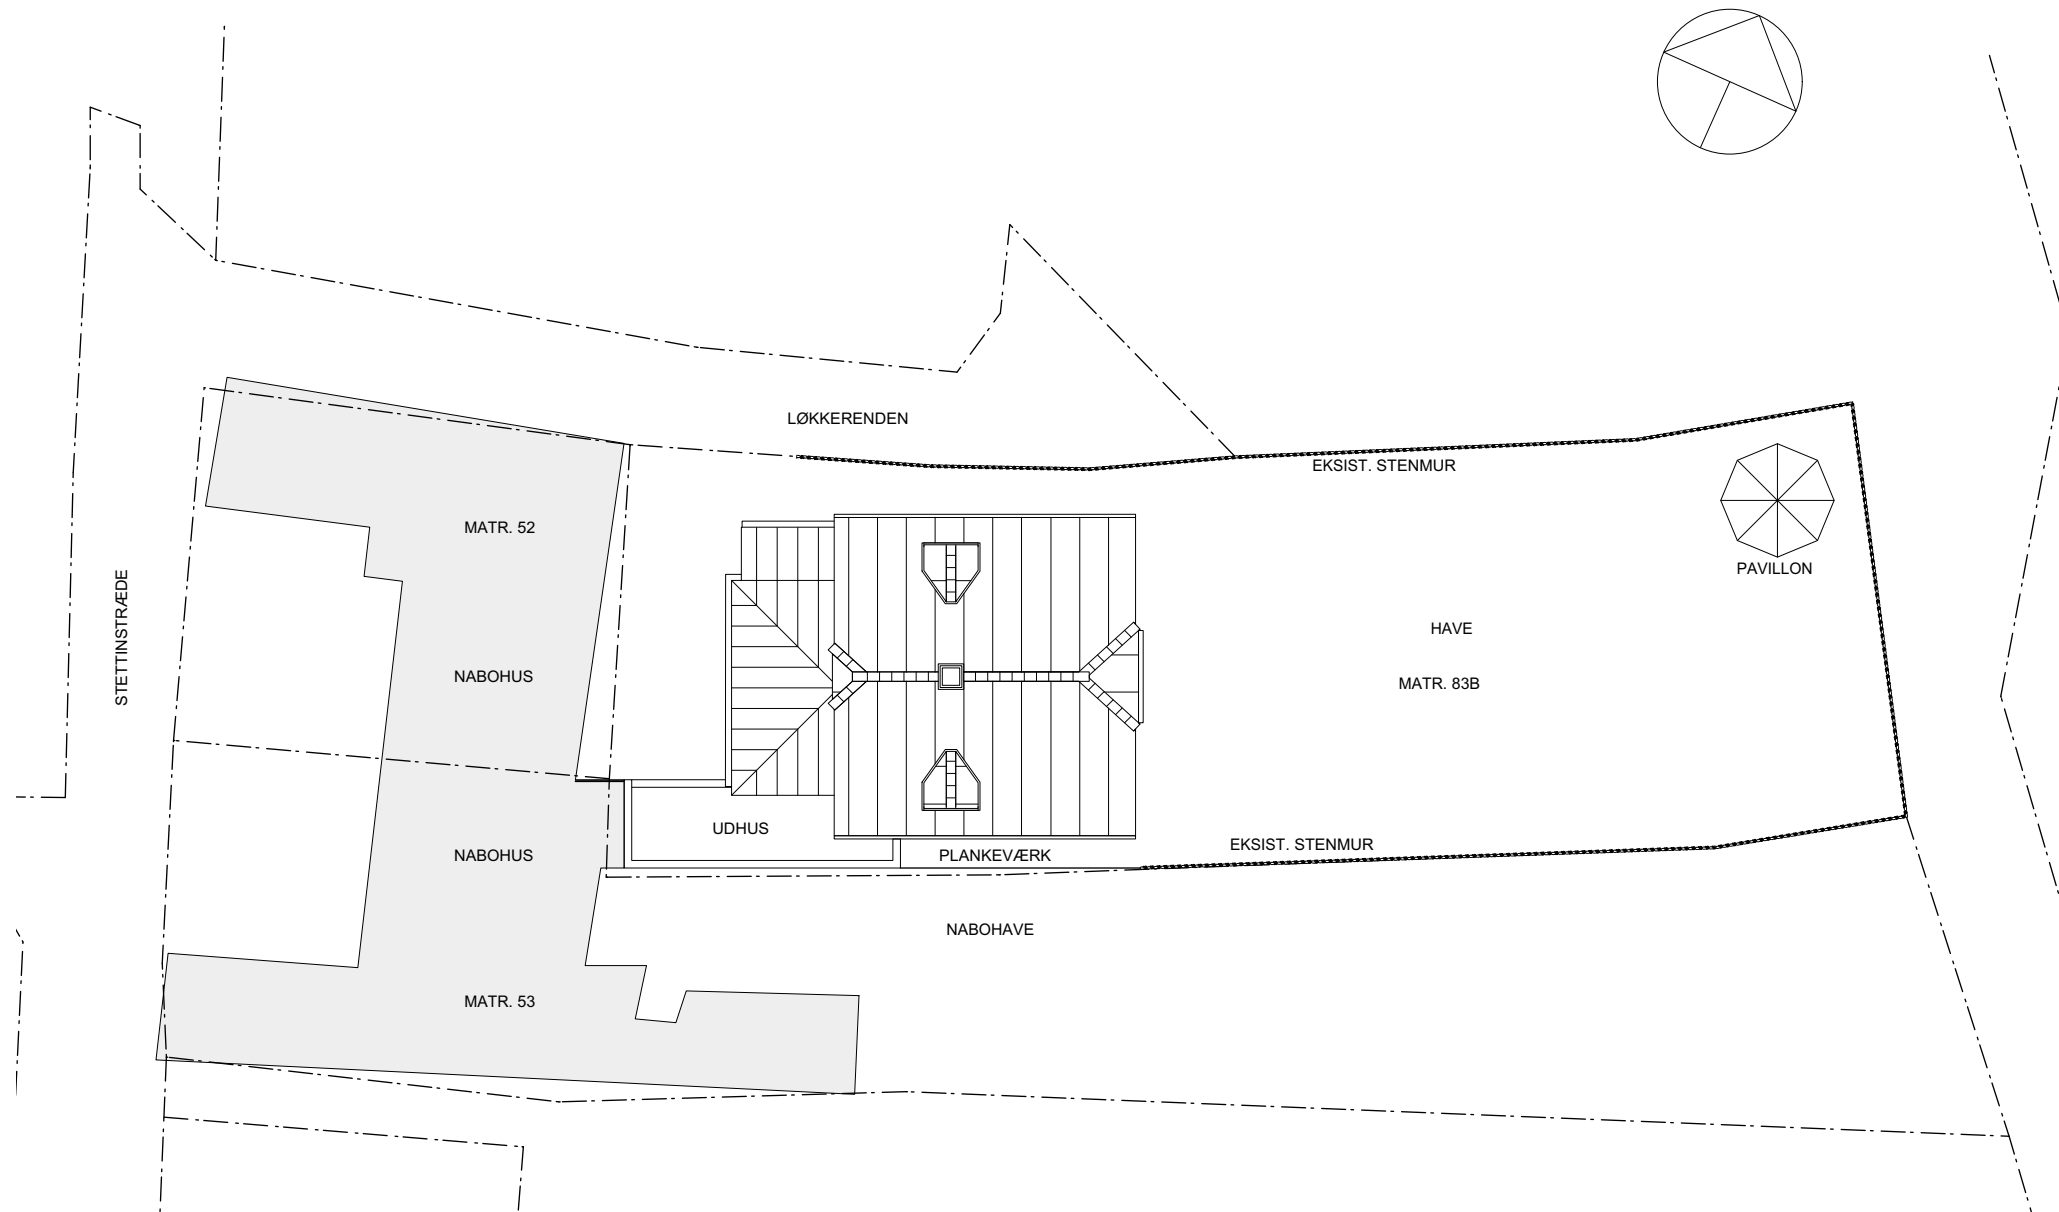 LØKKERENDEN
EKSIST. STENMUR
MATR. 52
PAVILLON
STETTINSTRÆDE
HAVE
NABOHUS
MATR. 83B
UDHUS
EKSIST. STENMUR
NABOHUS
PLANKEVÆRK
NABOHAVE
MATR. 53